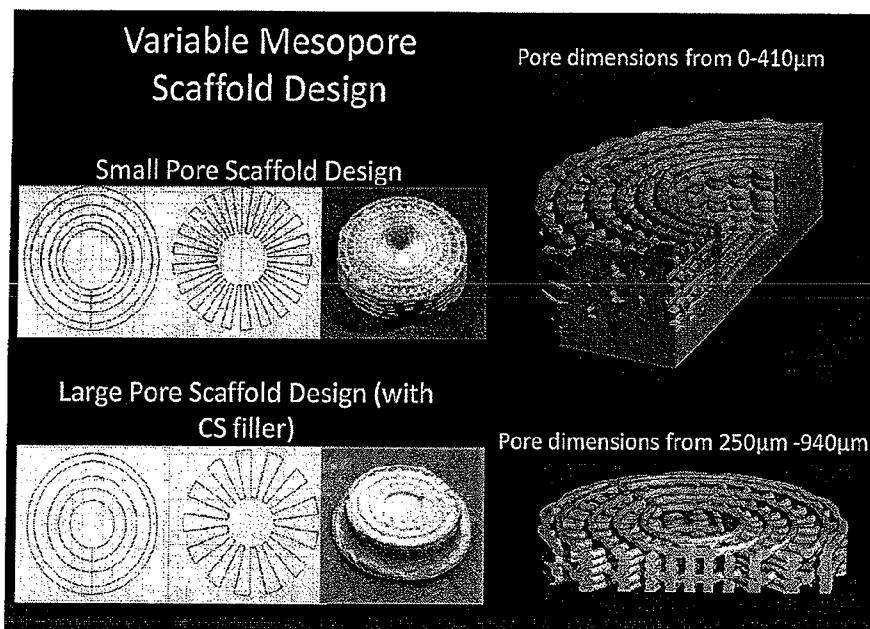 Variable Mesopore
Scaffold Design
Pore dimensions from 0-410µm
Small Pore Scaffold Design
Large Pore Scaffold Design (with
CS filler)
Pore dimensions from 250µm -940µm